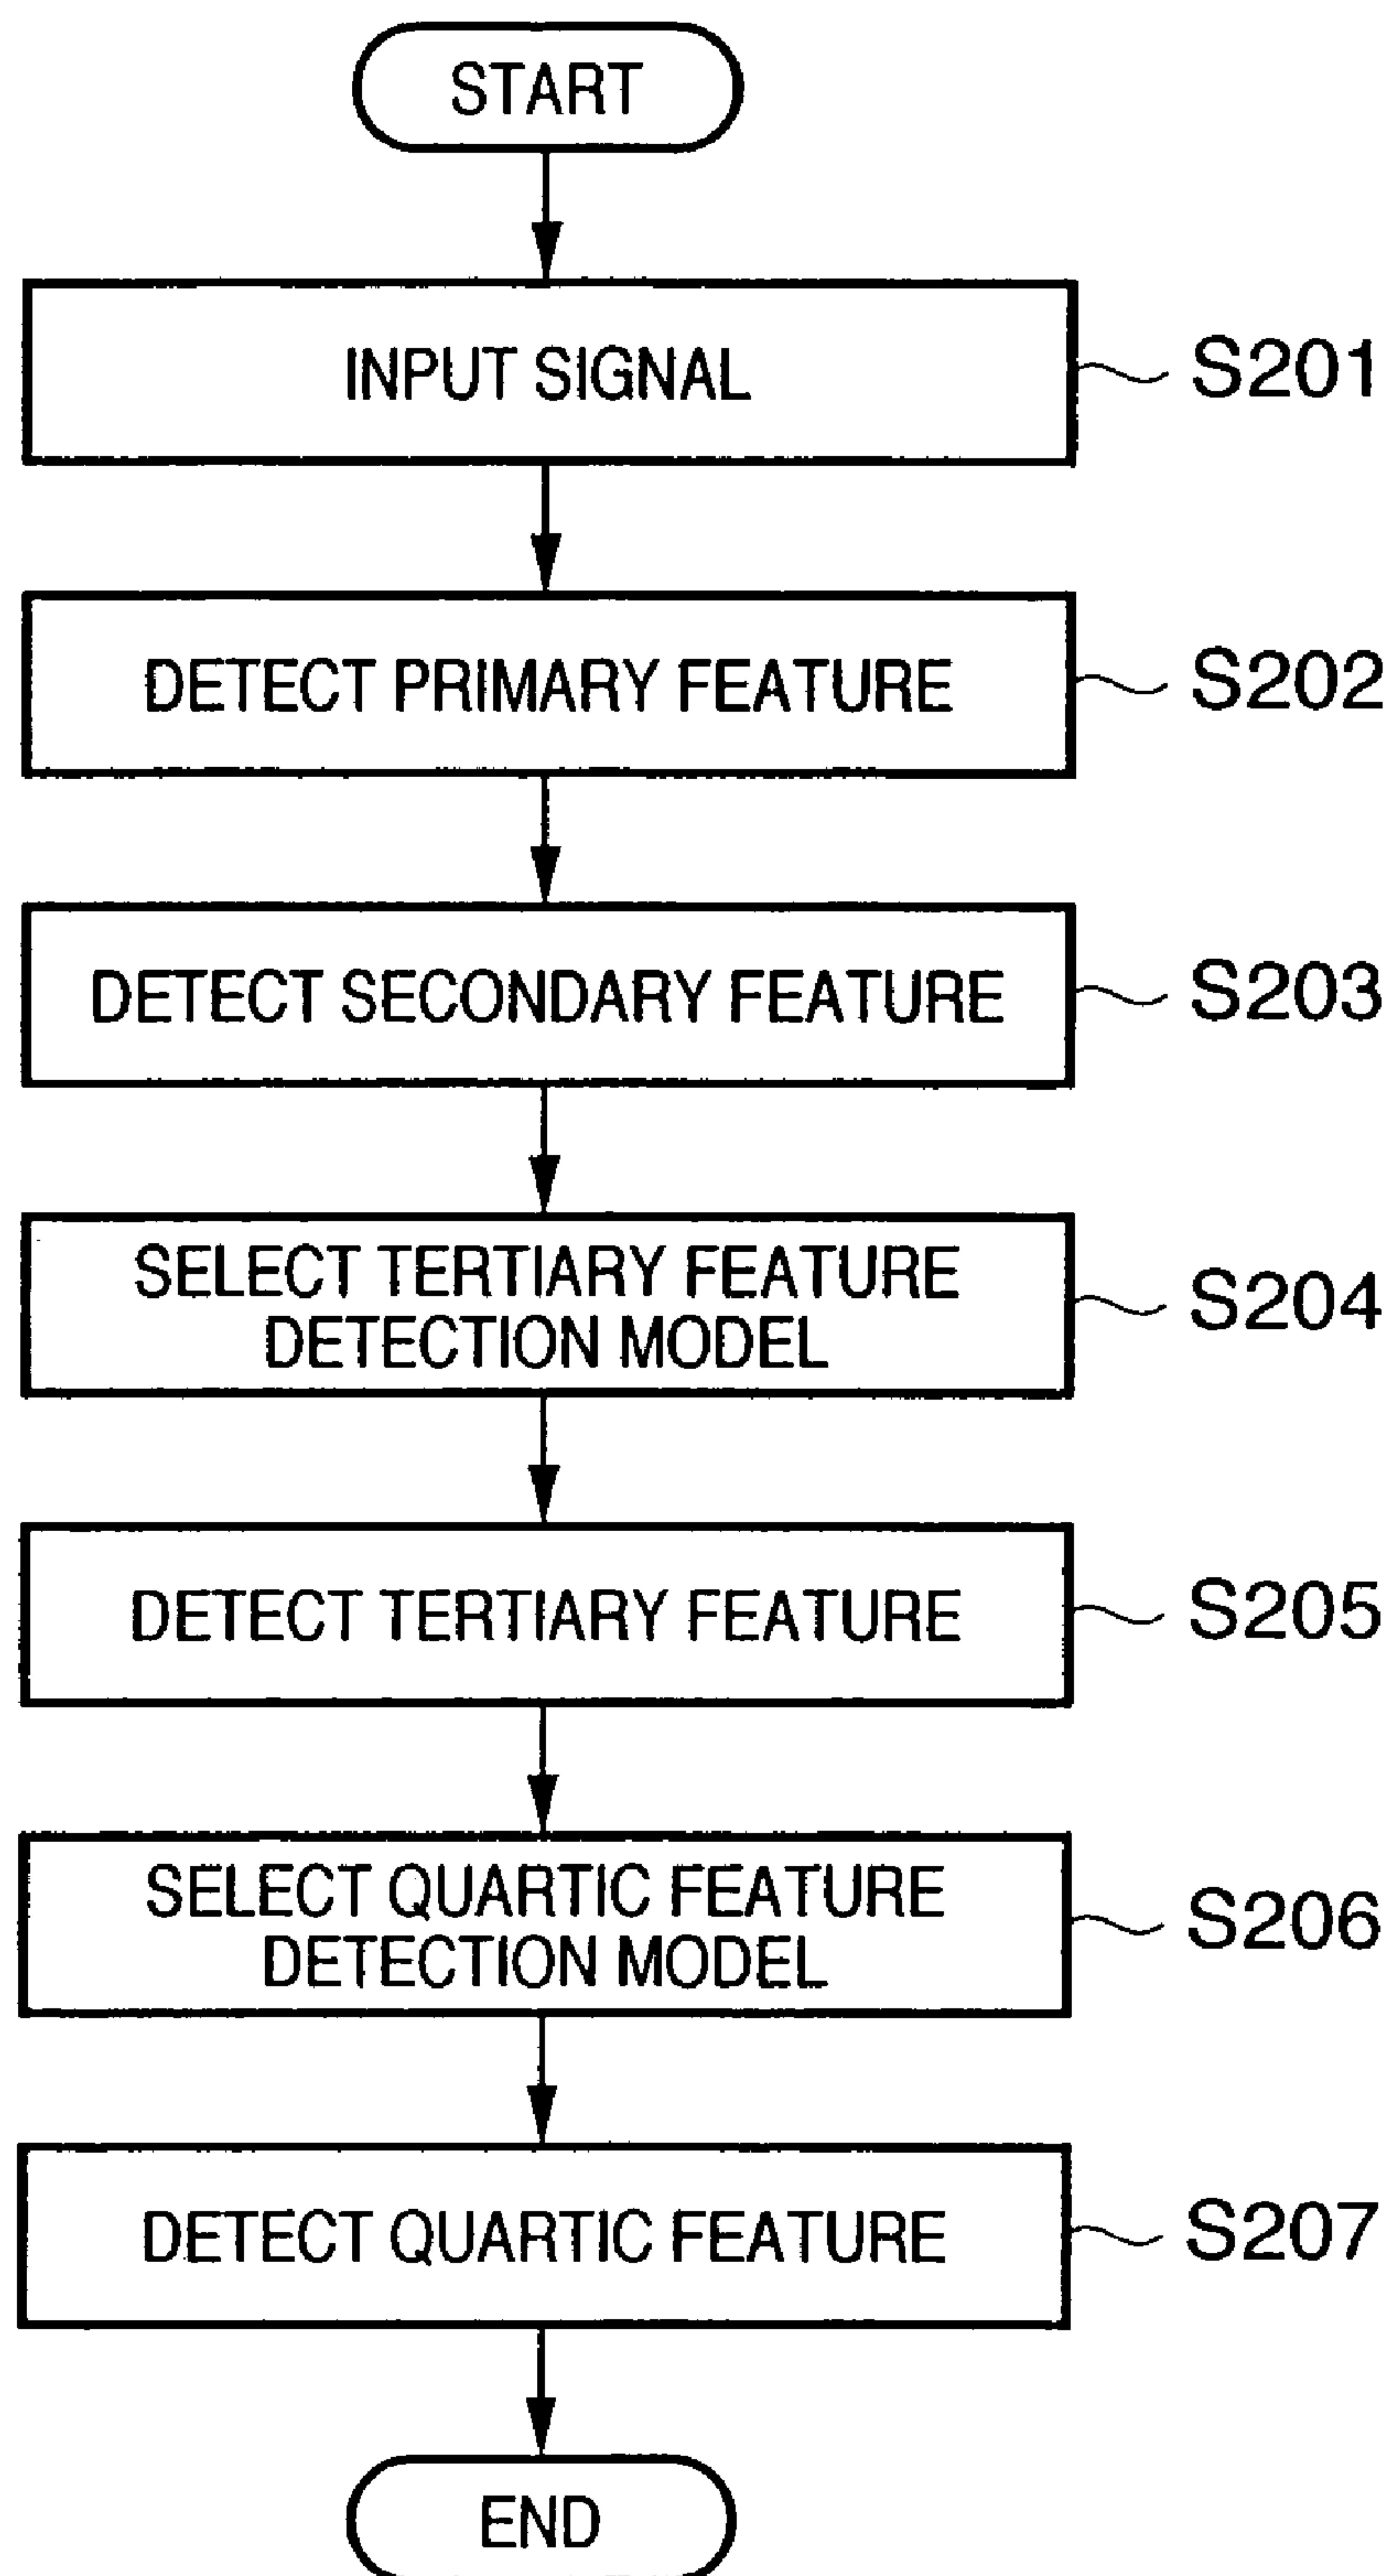 START
INPUT SIGNAL
S201
DETECT PRIMARY FEATURE
S202
DETECT SECONDARY FEATURE
S203
SELECT TERTIARY FEATURE
DETECTION MODEL
S204
DETECT TERTIARY FEATURE
S205
SELECT QUARTIC FEATURE
DETECTION MODEL
S206
DETECT QUARTIC FEATURE
S207
END